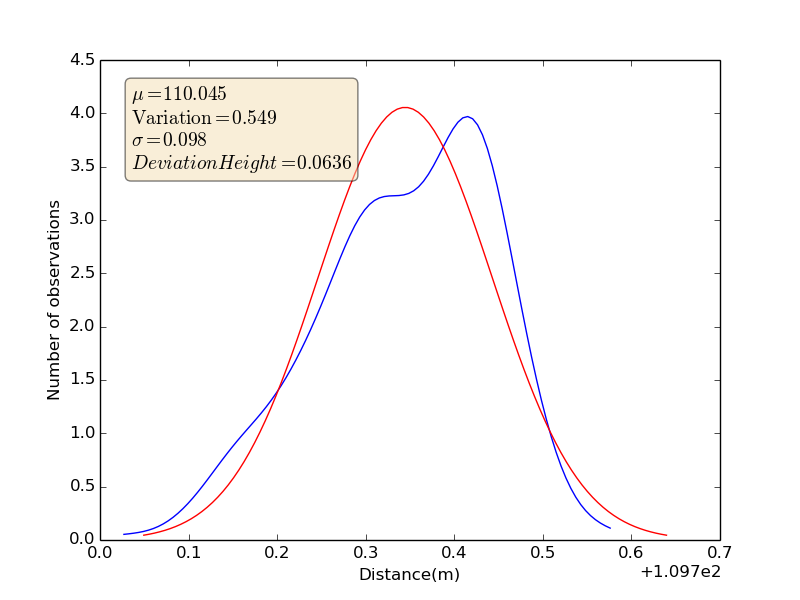 4.5
4.0
3.5
3.0
2.5
2.0
1.5
1.0
0.5
0.0
Number of observations
μ=110.045
Variation=0.549
σ=0.098
DeviationHeight=0.0636
0.0 0.1 0.2 0.3 0.4 0.5 0.6 0.7
Distance(m)
+1.097e2